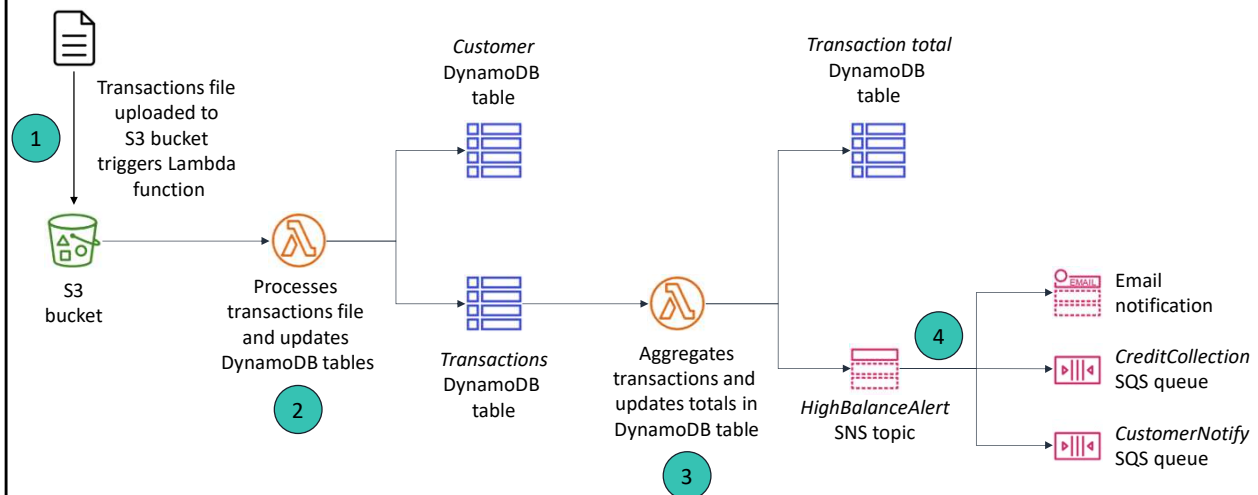 1
Transactions file
uploaded to
S3 bucket
triggers Lambda
function
S3
bucket
Processes
transactions file
and updates
DynamoDB tables
2
Customer
DynamoDB
table
Transactions
DynamoDB
table
Aggregates
transactions and
updates totals in
DynamoDB table
3
Transaction total
DynamoDB
table
HighBalanceAlert
SNS topic
4
EMAIL
Email
notification
CreditCollection
SQS queue
CustomerNotify
SQS queue